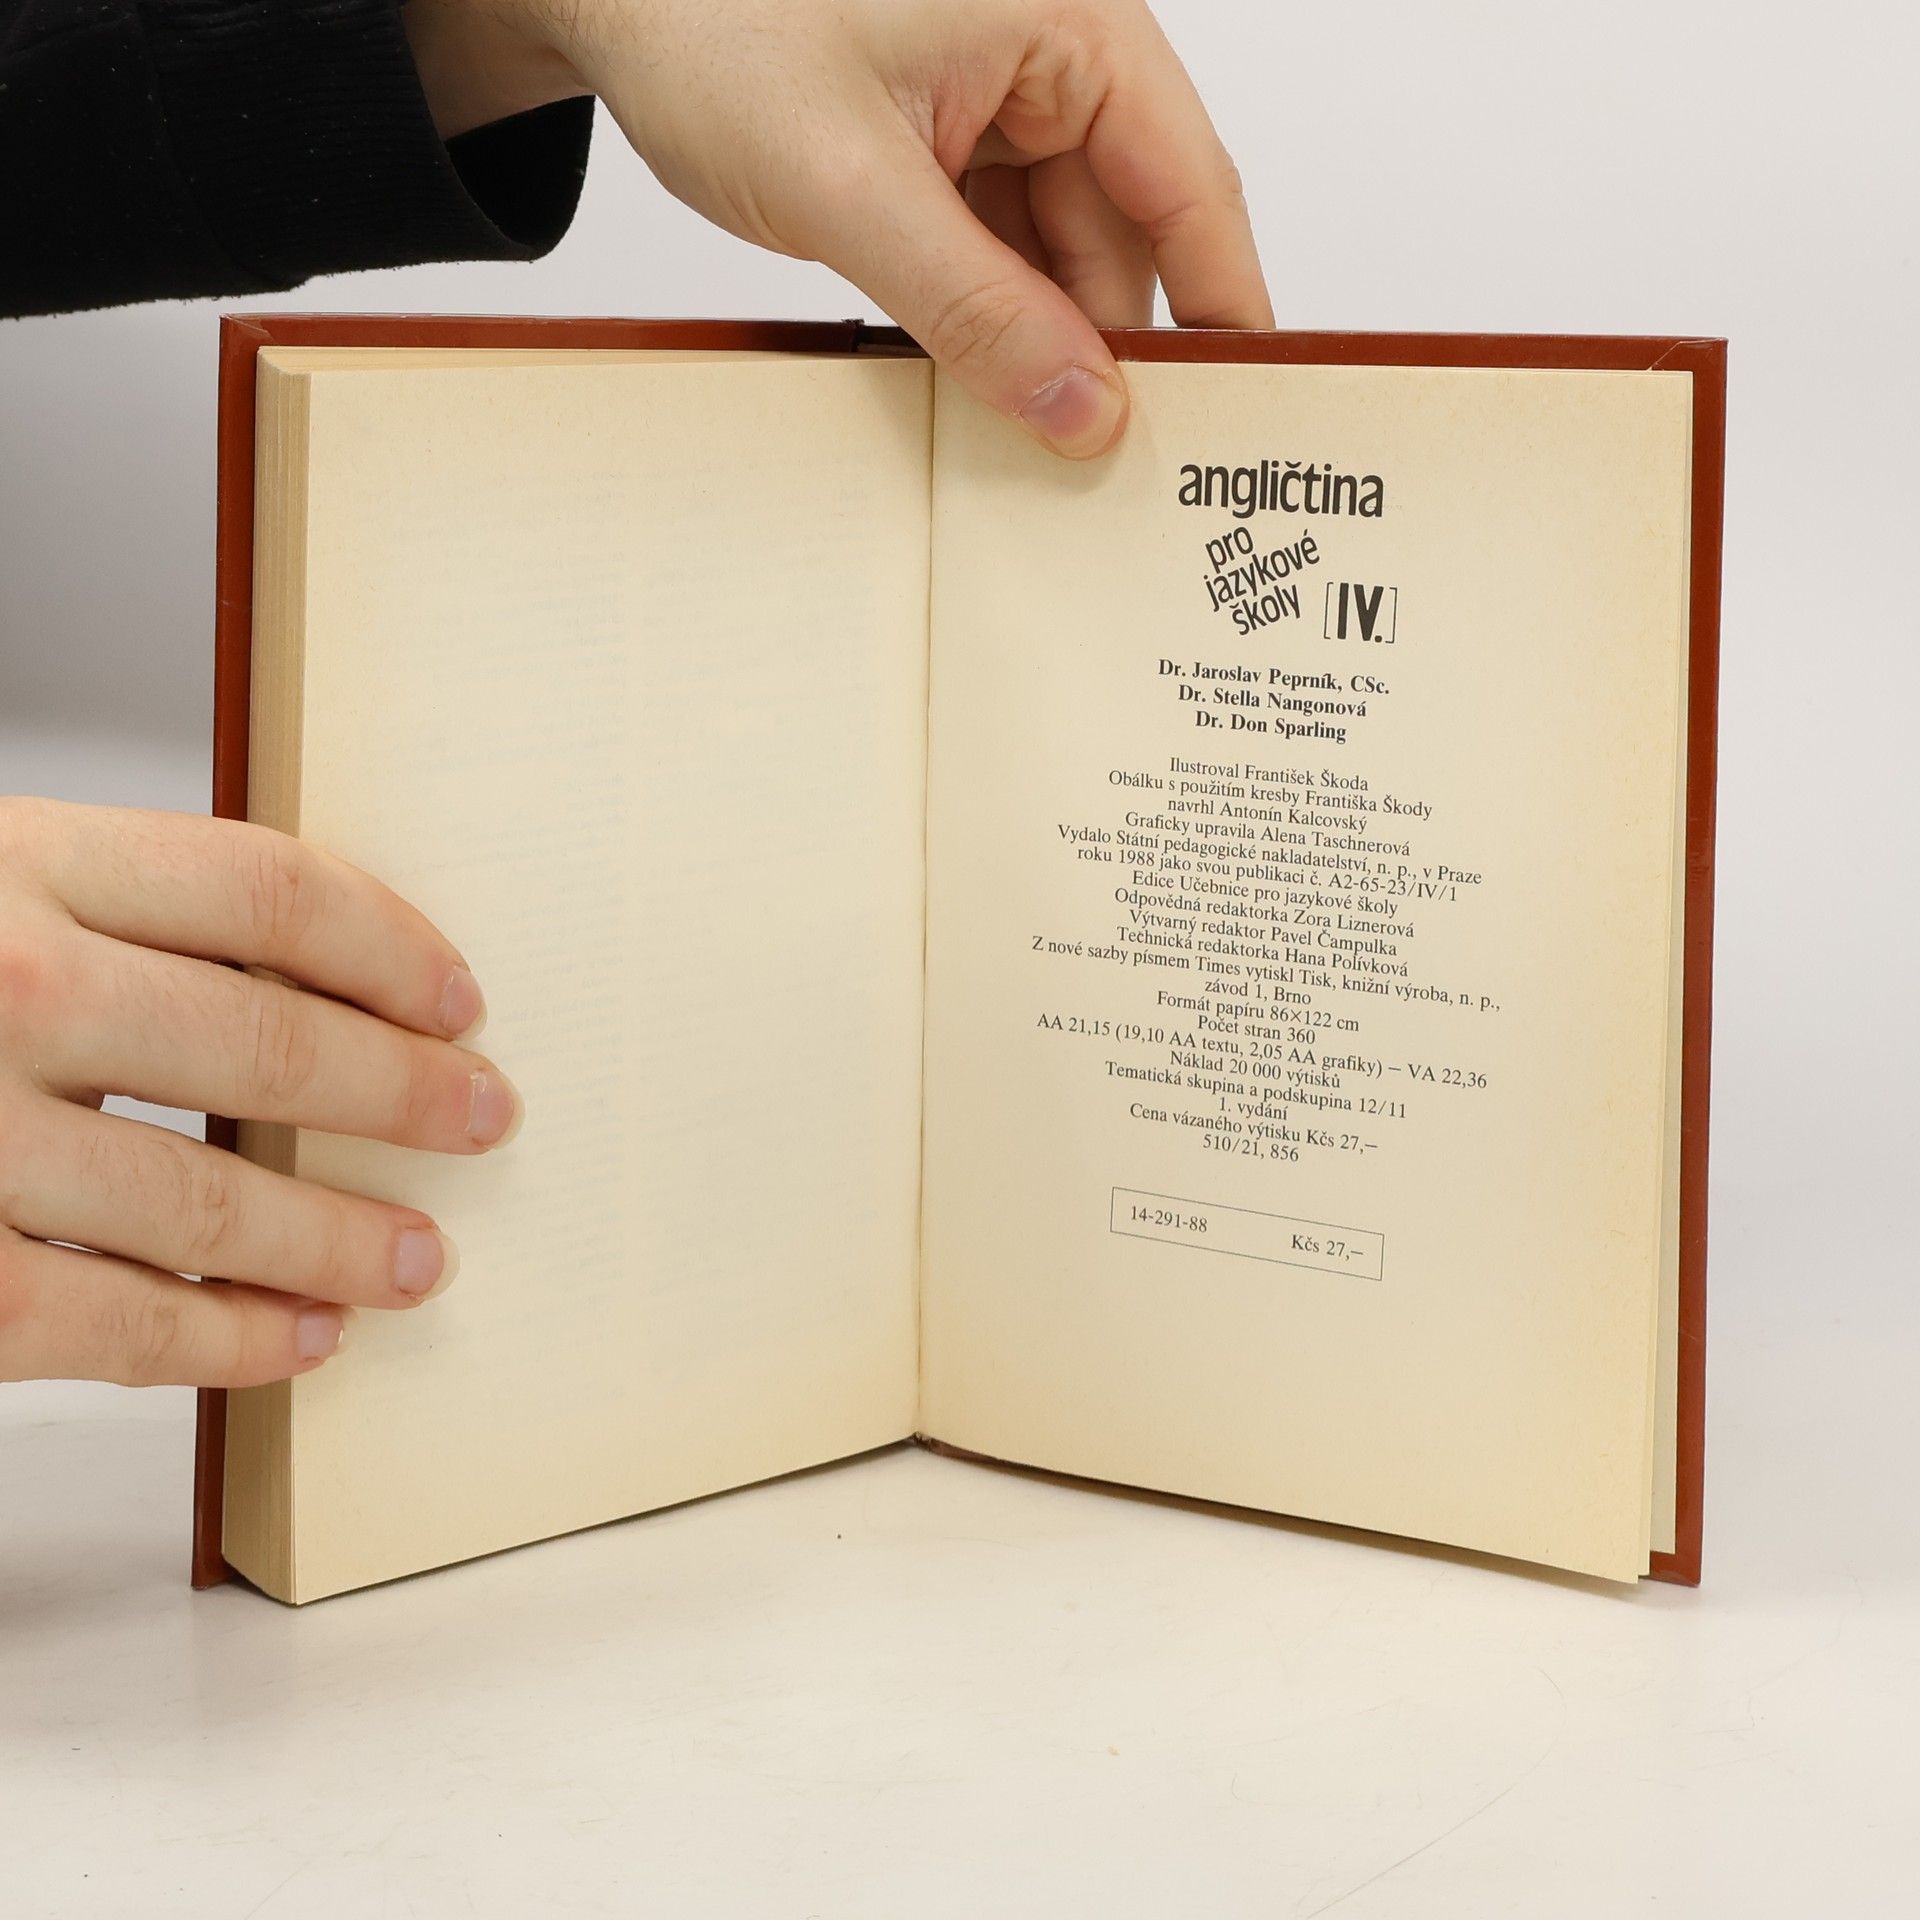 angličtina
pro
jazykové
školy [IV.]
Dr. Jaroslav Peprník, CSc.
Dr. Stella Nangonová
Dr. Don Sparling
Ilustroval František Škoda
Obálku s použitím kresby Františka Škody
navrhl Antonín Kalcovský
Graficky upravila Alena Taschnerová
Vydalo Státní pedagogické nakladatelství, n. p., v Praze
roku 1988 jako svou publikaci č. A2-65-23/IV/1
Edice Učebnice pro jazykové školy
Odpovědná redaktorka Zora Liznerová
Výtvarný redaktor Pavel Čampulka
Technická redaktorka Hana Polívková
Z nové sazby písmem Times vytiskl Tisk, knižní výroba, n. p.,
závod 1, Brno
Formát papíru 86×122 cm
Počet stran 360
AA 21,15 (19,10 AA textu, 2,05 AA grafiky) – VA 22,36
Náklad 20 000 výtisků
Tematická skupina a podskupina 12/11
1. vydání
Cena vázaného výtisku Kčs 27,–
510/21, 856
14-291-88 Kčs 27,–